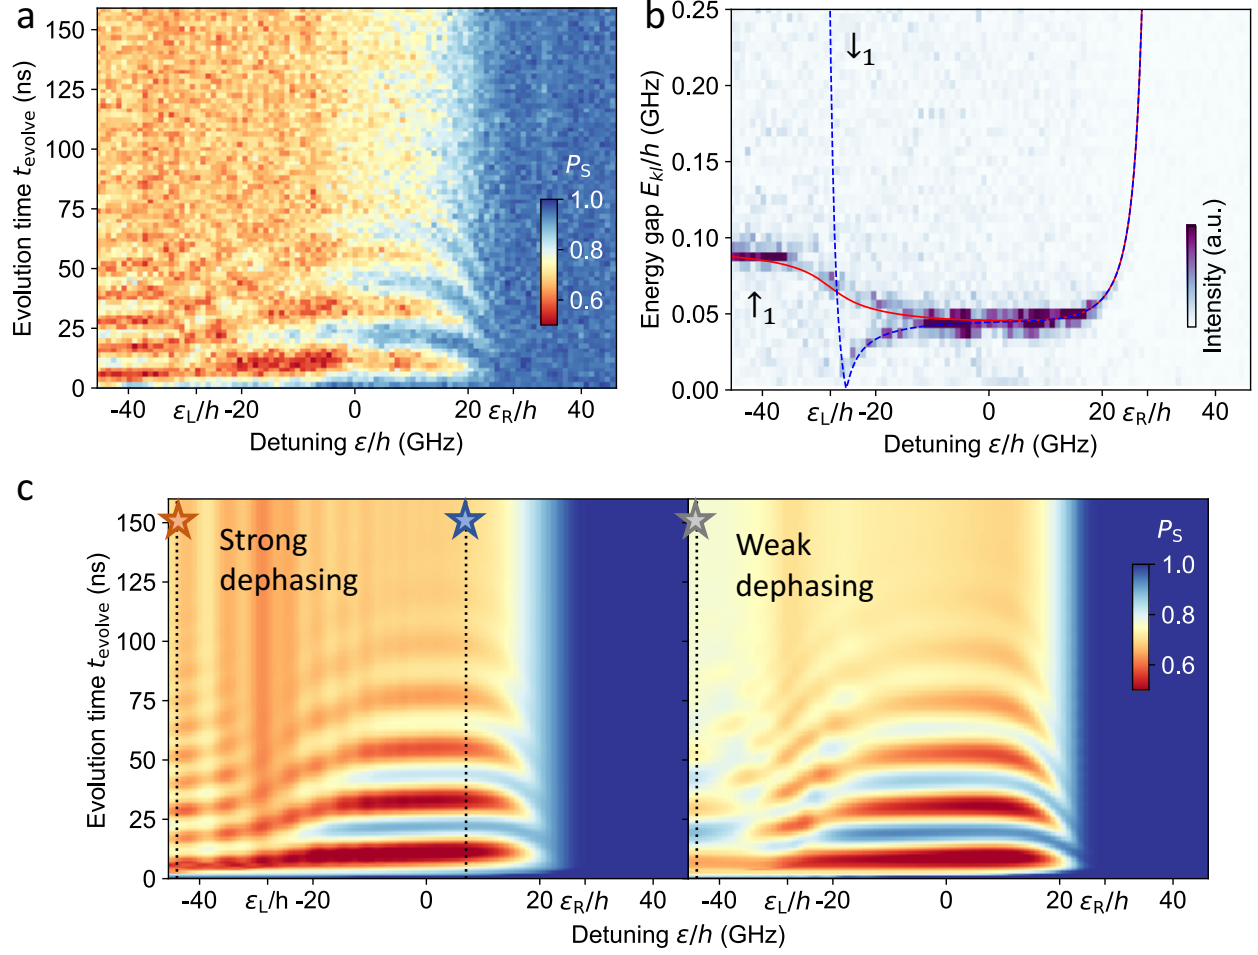 a
150
125
100
75
50
25
0
Evolution time t_evolve (ns)
P_S
1.0
0.8
0.6
-40 ε_L/h -20 0 20 ε_R/h 40
Detuning ε/h (GHz)
b
0.25
0.20
0.15
0.10
0.05
0.00
Energy gap E_kl/h (GHz)
↓_1
↑_1
Intensity (a.u.)
-40 ε_L/h -20 0 20 ε_R/h 40
Detuning ε/h (GHz)
c
150
125
100
75
50
25
0
Evolution time t_evolve (ns)
Strong
dephasing
Weak
dephasing
P_S
1.0
0.8
0.6
-40 ε_L/h -20 0 20 ε_R/h 40
-40 ε_L/h -20 0 20 ε_R/h 40
Detuning ε/h (GHz)